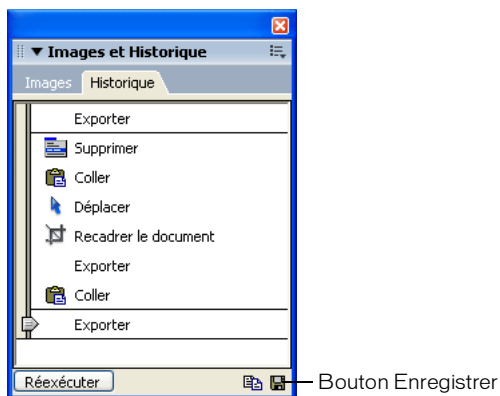 Images et Historique
Images Historique
Exporter
Supprimer
Coller
Déplacer
Recadrer le document
Exporter
Coller
Exporter
Réexécuter
Bouton Enregistrer